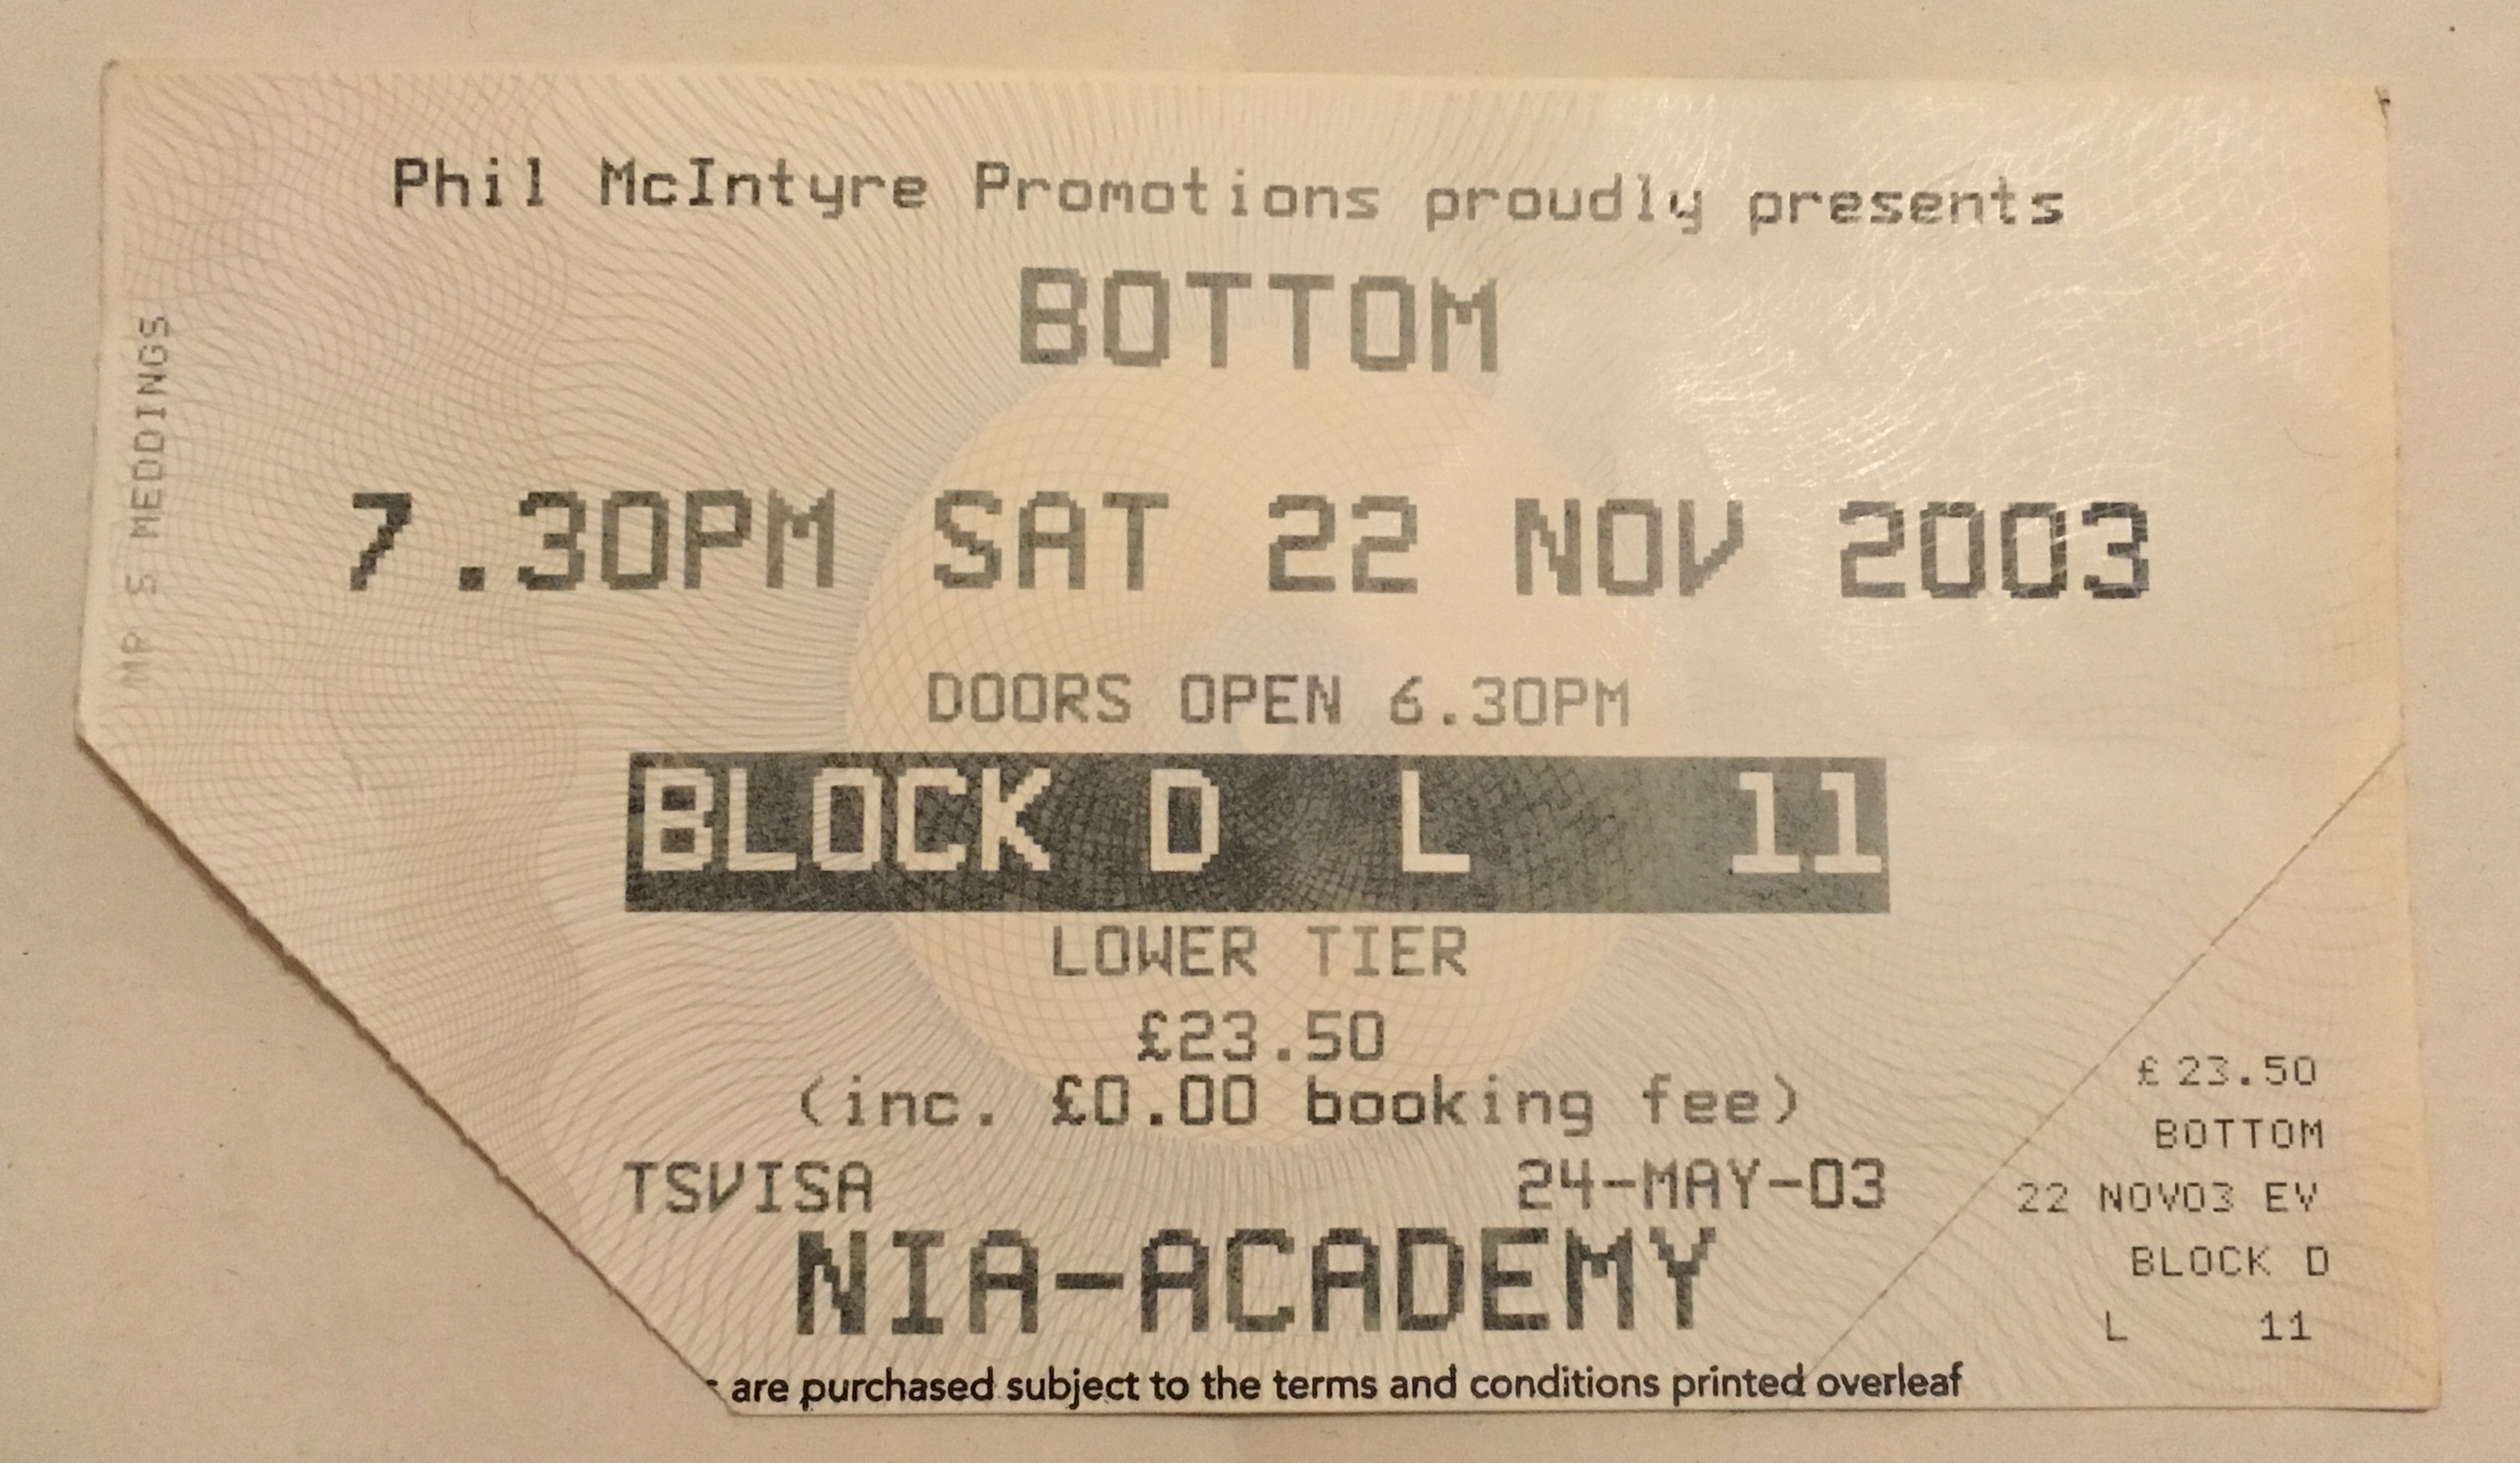 Phil McIntyre Promotions proudly presents
BOTTOM
MR S MEDDINGS
7.30PM SAT 22 NOV 2003
DOORS OPEN 6.30PM
BLOCK D L 11
LOWER TIER
£23.50
(inc. £0.00 booking fee)
TSVISA 24-MAY-03
NIA-ACADEMY
are purchased subject to the terms and conditions printed overleaf
£23.50
BOTTOM
22 NOV03 EV
BLOCK D
L 11